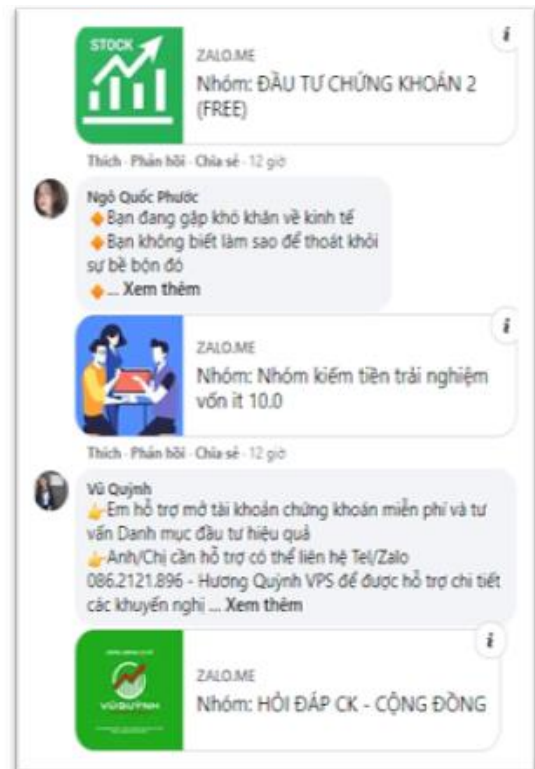 STOCK
ZALO.ME
Nhóm: ĐẦU TƯ CHỨNG KHOÁN 2
(FREE)
Thích · Phản hồi · Chia sẻ · 12 giờ
Ngô Quốc Phước
🔸Bạn đang gặp khó khăn về kinh tế
🔸Bạn không biết làm sao để thoát khỏi
sự bề bộn đó
🔸... Xem thêm
ZALO.ME
Nhóm: Nhóm kiếm tiền trải nghiệm
vốn ít 10.0
Thích · Phản hồi · Chia sẻ · 12 giờ
Vũ Quỳnh
👉Em hỗ trợ mở tài khoản chứng khoán miễn phí và tư
vấn Danh mục đầu tư hiệu quả
👉Anh/Chị cần hỗ trợ có thể liên hệ Tel/Zalo
086.2121.896 - Hương Quỳnh VPS để được hỗ trợ chi tiết
các khuyến nghị ... Xem thêm
VŨQUỲNH
ZALO.ME
Nhóm: HỎI ĐÁP CK - CỘNG ĐỒNG